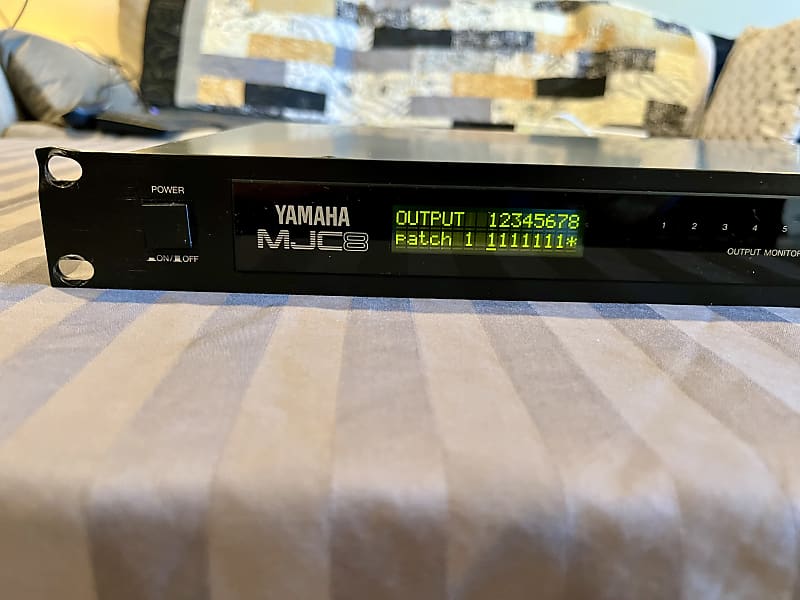 POWER
ON/OFF
YAMAHA
MJC8
OUTPUT 12345678
patch 1 1111111*
1 2 3 4 5
OUTPUT MONITOR